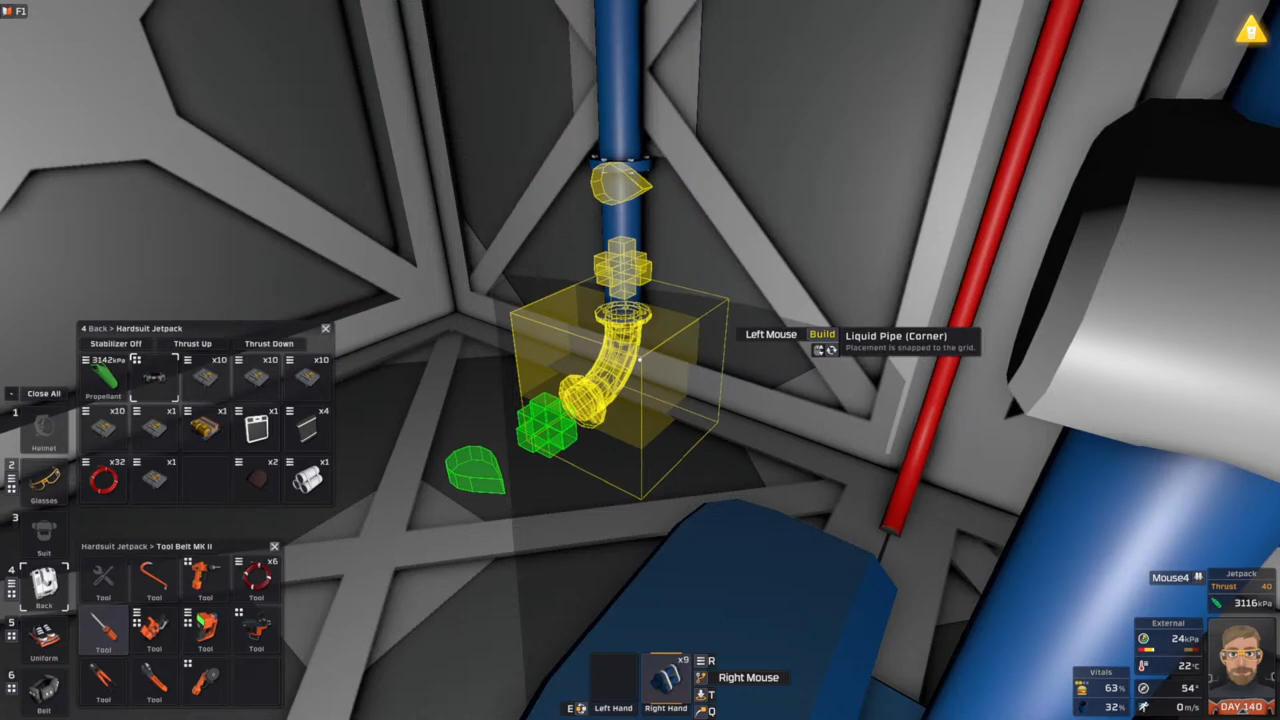 F1
4 Back > Hardsuit Jetpack
Stabilizer Off Thrust Up Thrust Down
3142kPa x10 x10 x10
Propellant
x10 x1 x1 x1 x4
x32 x1 x2 x1
Close All
1
Helmet
2
Glasses
3
Suit
4
Back
5
Uniform
6
Belt
Hardsuit Jetpack > Tool Belt MK II
x6
Tool Tool Tool Tool
Tool Tool Tool Tool
Tool Tool Tool
Left Mouse Build Liquid Pipe (Corner)
Placement is snapped to the grid.
E Left Hand
x9
Right Hand
R
T
Q
Right Mouse
Mouse4
Jetpack
Thrust 40
3116kPa
External
24kPa
22°C
54°
0m/s
Vitals
63%
32%
DAY 140